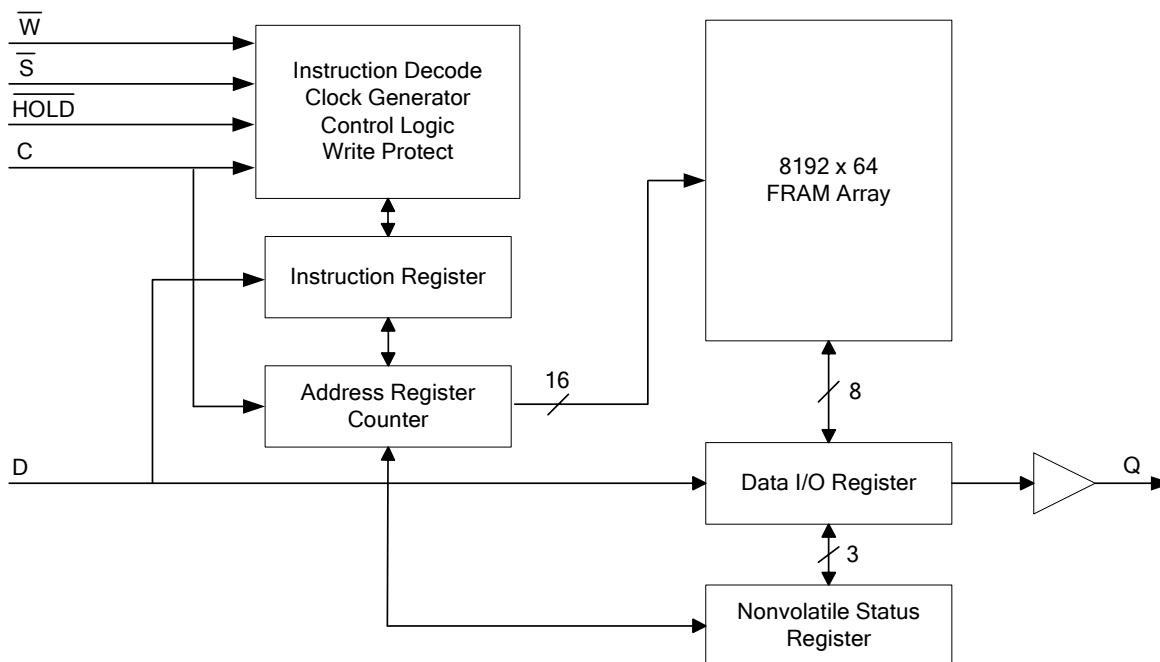 W̅
S̅
H̅O̅L̅D̅
C
Instruction Decode
Clock Generator
Control Logic
Write Protect
8192 x 64
FRAM Array
Instruction Register
Address Register
Counter
16
8
D
Data I/O Register
Q
3
Nonvolatile Status
Register